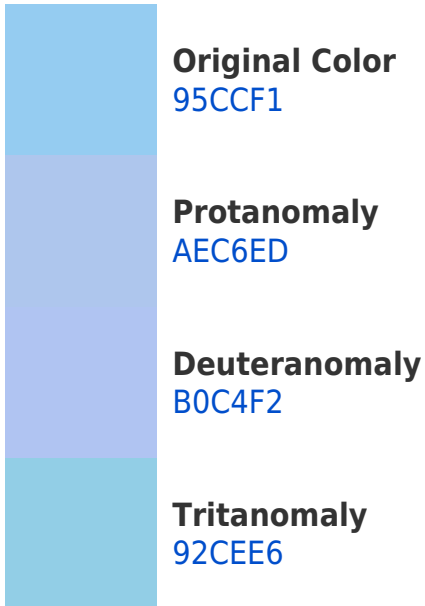 Original Color
95CCF1
Protanomaly
AEC6ED
Deuteranomaly
B0C4F2
Tritanomaly
92CEE6